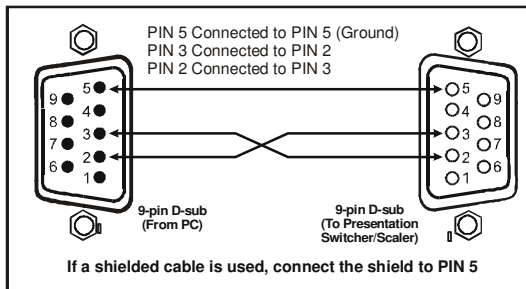 PIN 5 Connected to PIN 5 (Ground)
PIN 3 Connected to PIN 2
PIN 2 Connected to PIN 3
5
9
4
8
3
7
2
6
1
5
9
4
8
3
7
2
6
1
9-pin D-sub
(From PC)
9-pin D-sub
(To Presentation
Switcher/Scaler)
If a shielded cable is used, connect the shield to PIN 5